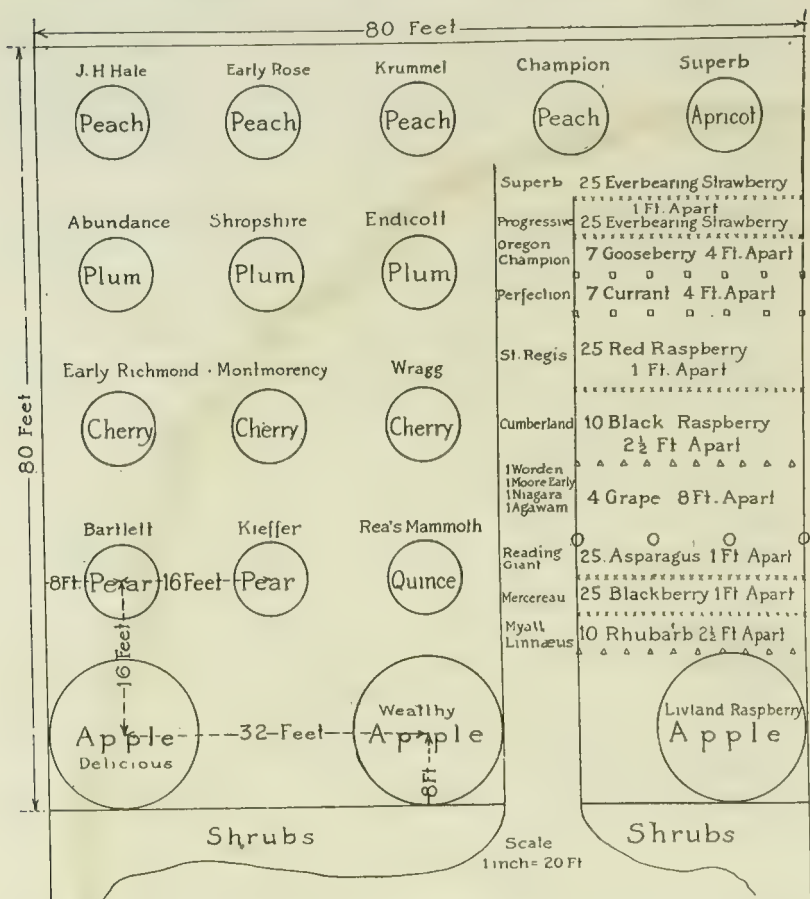 80 Feet
J. H Hale
Early Rose
Krummel
Champion
Superb
Peach
Peach
Peach
Peach
Apricot
Superb 25 Everbearing Strawberry
1 Ft. Apart
Progressive 25 Everbearing Strawberry
Abundance
Shropshire
Endicott
Plum
Plum
Plum
Oregon
Champion
7 Gooseberry 4 Ft. Apart
Perfection 7 Currant 4 Ft. Apart
St. Regis 25 Red Raspberry
1 Ft. Apart
Early Richmond
Montmorency
Wragg
Cherry
Cherry
Cherry
Cumberland 10 Black Raspberry
2½ Ft Apart
80 Feet
1 Worden
1 Moore Early
1 Niagara
1 Agawam
4 Grape 8 Ft. Apart
Bartlett
Kieffer
Rea's Mammoth
8 Ft.
Pear
16 Feet
Pear
Quince
Reading
Giant
25. Asparagus 1 Ft Apart
Mercereau 25 Blackberry 1 Ft Apart
Myatt
Linnæus
10 Rhubarb 2½ Ft Apart
16 Feet
Apple
Delicious
32 Feet
Wealthy
Apple
8 Ft
Livland Raspberry
Apple
Shrubs
Scale
1 inch = 20 Ft
Shrubs